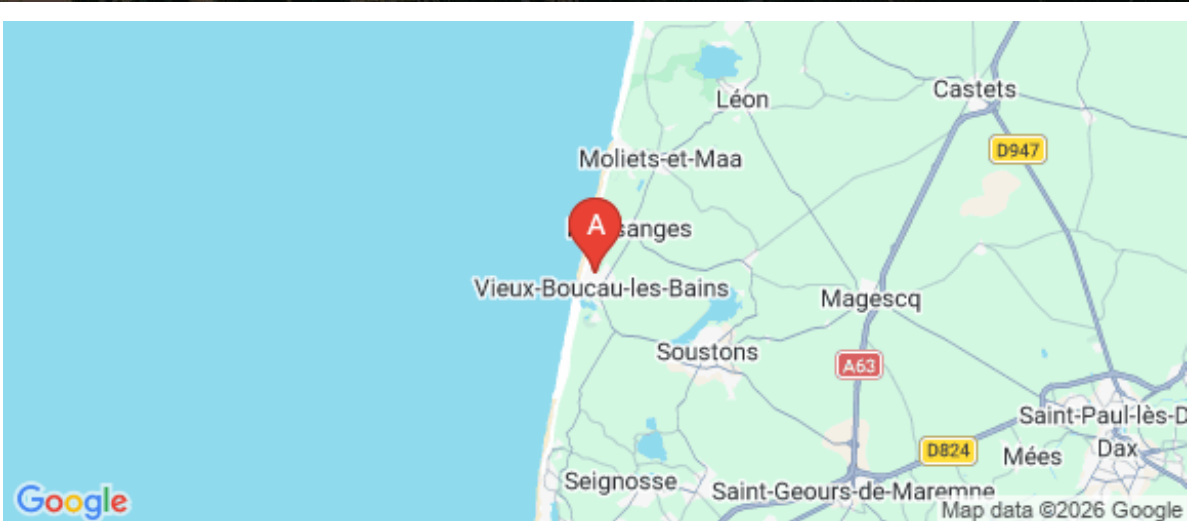 Léon
Castets
D947
Moliets-et-Maa
A
sanges
Vieux-Boucau-les-Bains
Magescq
Soustons
A63
Saint-Paul-lès-D
D824
Mées
Dax
Seignosse
Saint-Geours-de-Maremne
Google
Map data ©2026 Google